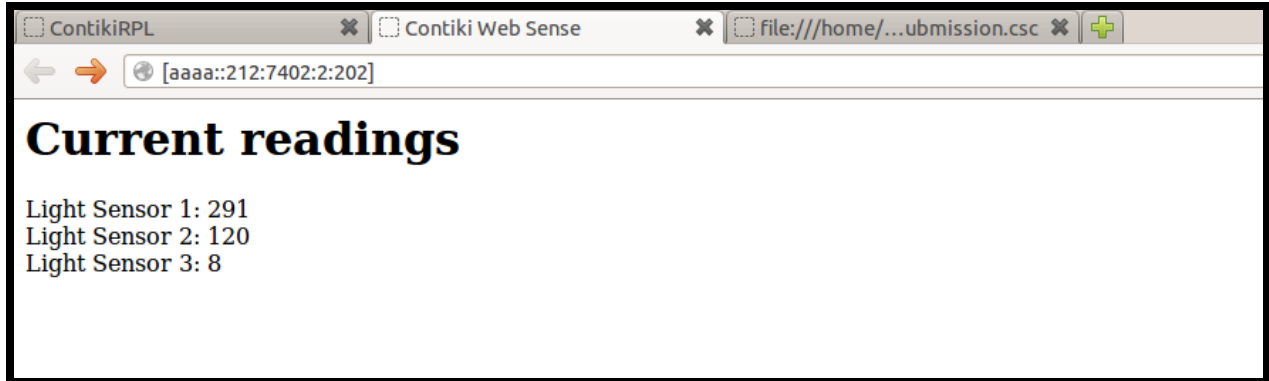 ContikiRPL
Contiki Web Sense
file:///home/...ubmission.csc
[aaaa::212:7402:2:202]
Current readings
Light Sensor 1: 291
Light Sensor 2: 120
Light Sensor 3: 8